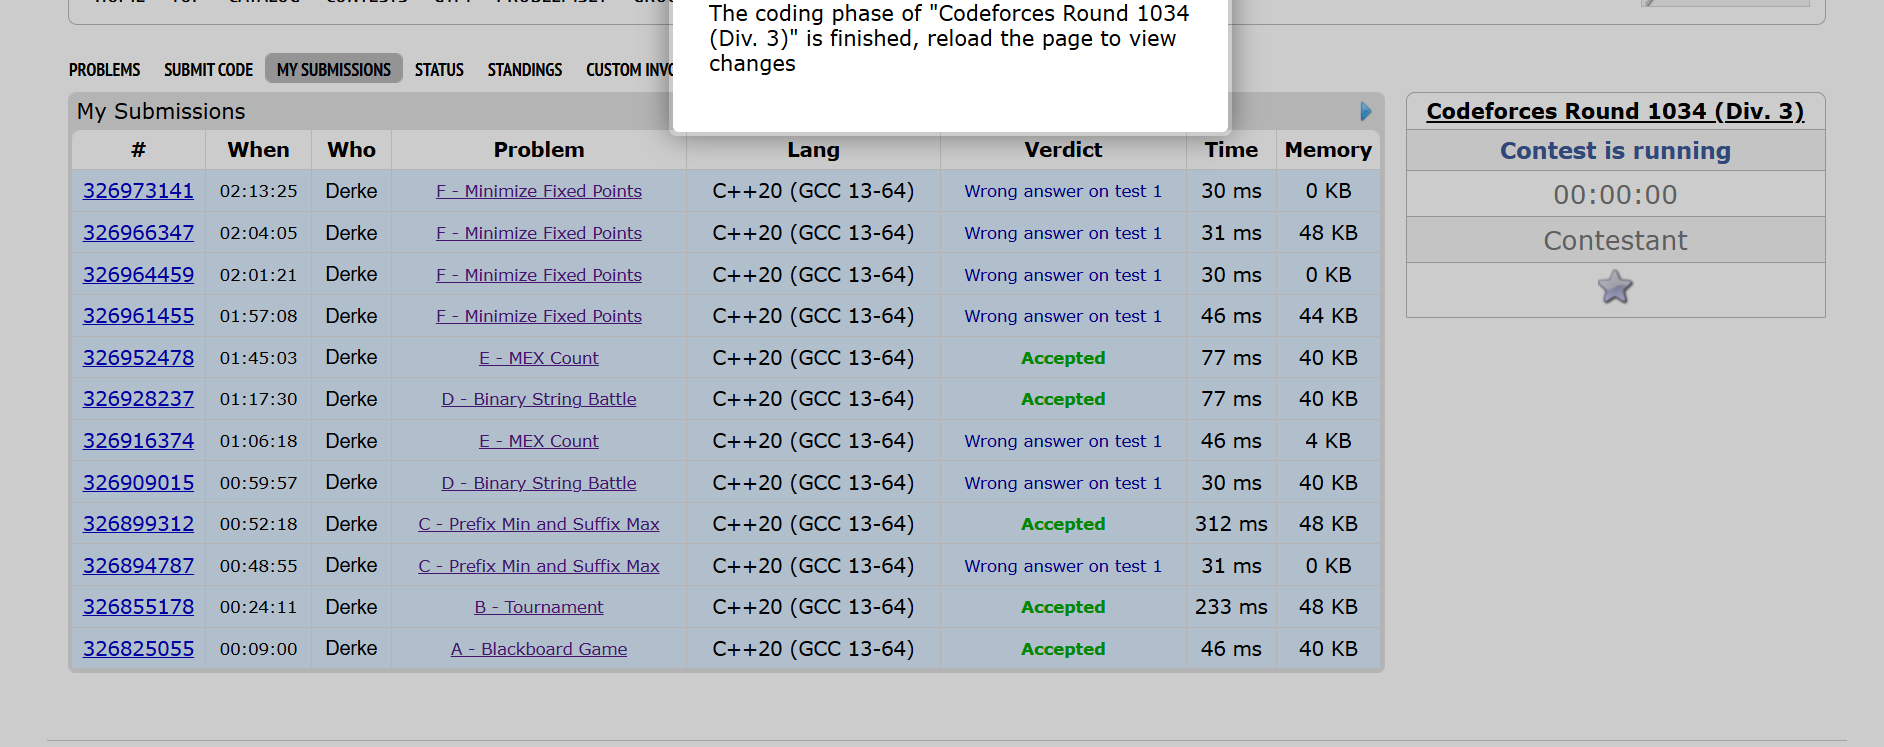 The coding phase of "Codeforces Round 1034
(Div. 3)" is finished, reload the page to view
changes
PROBLEMS SUBMIT CODE MY SUBMISSIONS STATUS STANDINGS CUSTOM INVO
My Submissions
# When Who Problem Lang Verdict Time Memory
326973141 02:13:25 Derke F - Minimize Fixed Points C++20 (GCC 13-64) Wrong answer on test 1 30 ms 0 KB
326966347 02:04:05 Derke F - Minimize Fixed Points C++20 (GCC 13-64) Wrong answer on test 1 31 ms 48 KB
326964459 02:01:21 Derke F - Minimize Fixed Points C++20 (GCC 13-64) Wrong answer on test 1 30 ms 0 KB
326961455 01:57:08 Derke F - Minimize Fixed Points C++20 (GCC 13-64) Wrong answer on test 1 46 ms 44 KB
326952478 01:45:03 Derke E - MEX Count C++20 (GCC 13-64) Accepted 77 ms 40 KB
326928237 01:17:30 Derke D - Binary String Battle C++20 (GCC 13-64) Accepted 77 ms 40 KB
326916374 01:06:18 Derke E - MEX Count C++20 (GCC 13-64) Wrong answer on test 1 46 ms 4 KB
326909015 00:59:57 Derke D - Binary String Battle C++20 (GCC 13-64) Wrong answer on test 1 30 ms 40 KB
326899312 00:52:18 Derke C - Prefix Min and Suffix Max C++20 (GCC 13-64) Accepted 312 ms 48 KB
326894787 00:48:55 Derke C - Prefix Min and Suffix Max C++20 (GCC 13-64) Wrong answer on test 1 31 ms 0 KB
326855178 00:24:11 Derke B - Tournament C++20 (GCC 13-64) Accepted 233 ms 48 KB
326825055 00:09:00 Derke A - Blackboard Game C++20 (GCC 13-64) Accepted 46 ms 40 KB
Codeforces Round 1034 (Div. 3)
Contest is running
00:00:00
Contestant